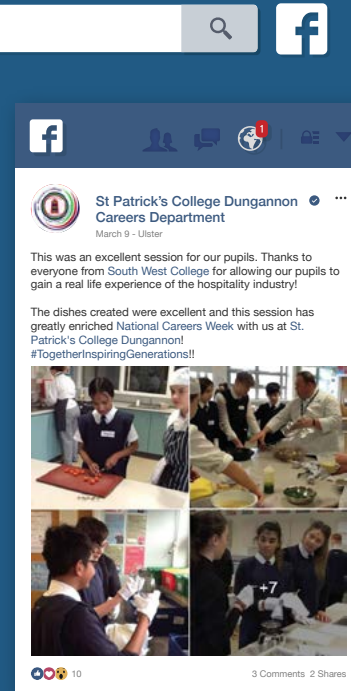 f
f
1
St Patrick's College Dungannon
Careers Department
March 9 - Ulster
This was an excellent session for our pupils. Thanks to
everyone from South West College for allowing our pupils to
gain a real life experience of the hospitality industry!
The dishes created were excellent and this session has
greatly enriched National Careers Week with us at St.
Patrick's College Dungannon!
#TogetherInspiringGenerations!!
+7
10
3 Comments 2 Shares